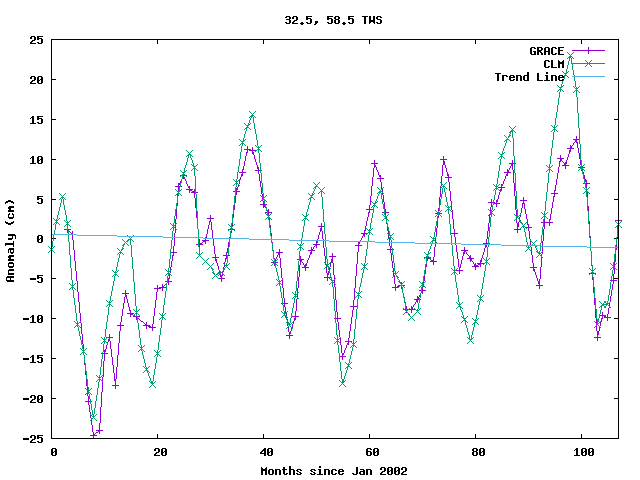 32.5, 58.5 TWS
GRACE
CLM
Trend Line
25
20
15
10
5
0
-5
-10
-15
-20
-25
Anomaly (cm)
0 20 40 60 80 100
Months since Jan 2002